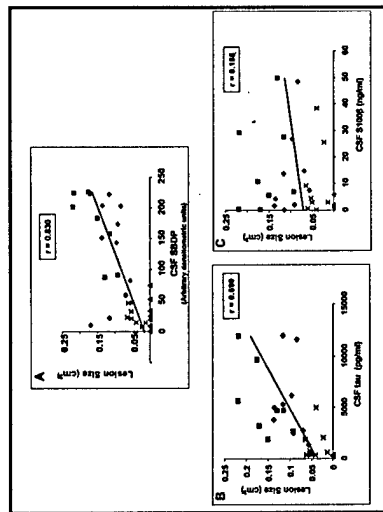 A
r = 0.830
Lesion Size (cm³)
0.25
0.15
0.05
0 50 100 150 200 250
CSF SBDP
(Arbitrary densitometric units)
B
r =
Lesion Size (cm³)
0.25
0.2
0.15
0.1
0.05
0
0 5000 10000 15000
CSF tau (pg/ml)
C
r =
Lesion Size (cm³)
0.25
0.15
0.05
0 10 20 30 40 50 60
CSF S100β (ng/ml)